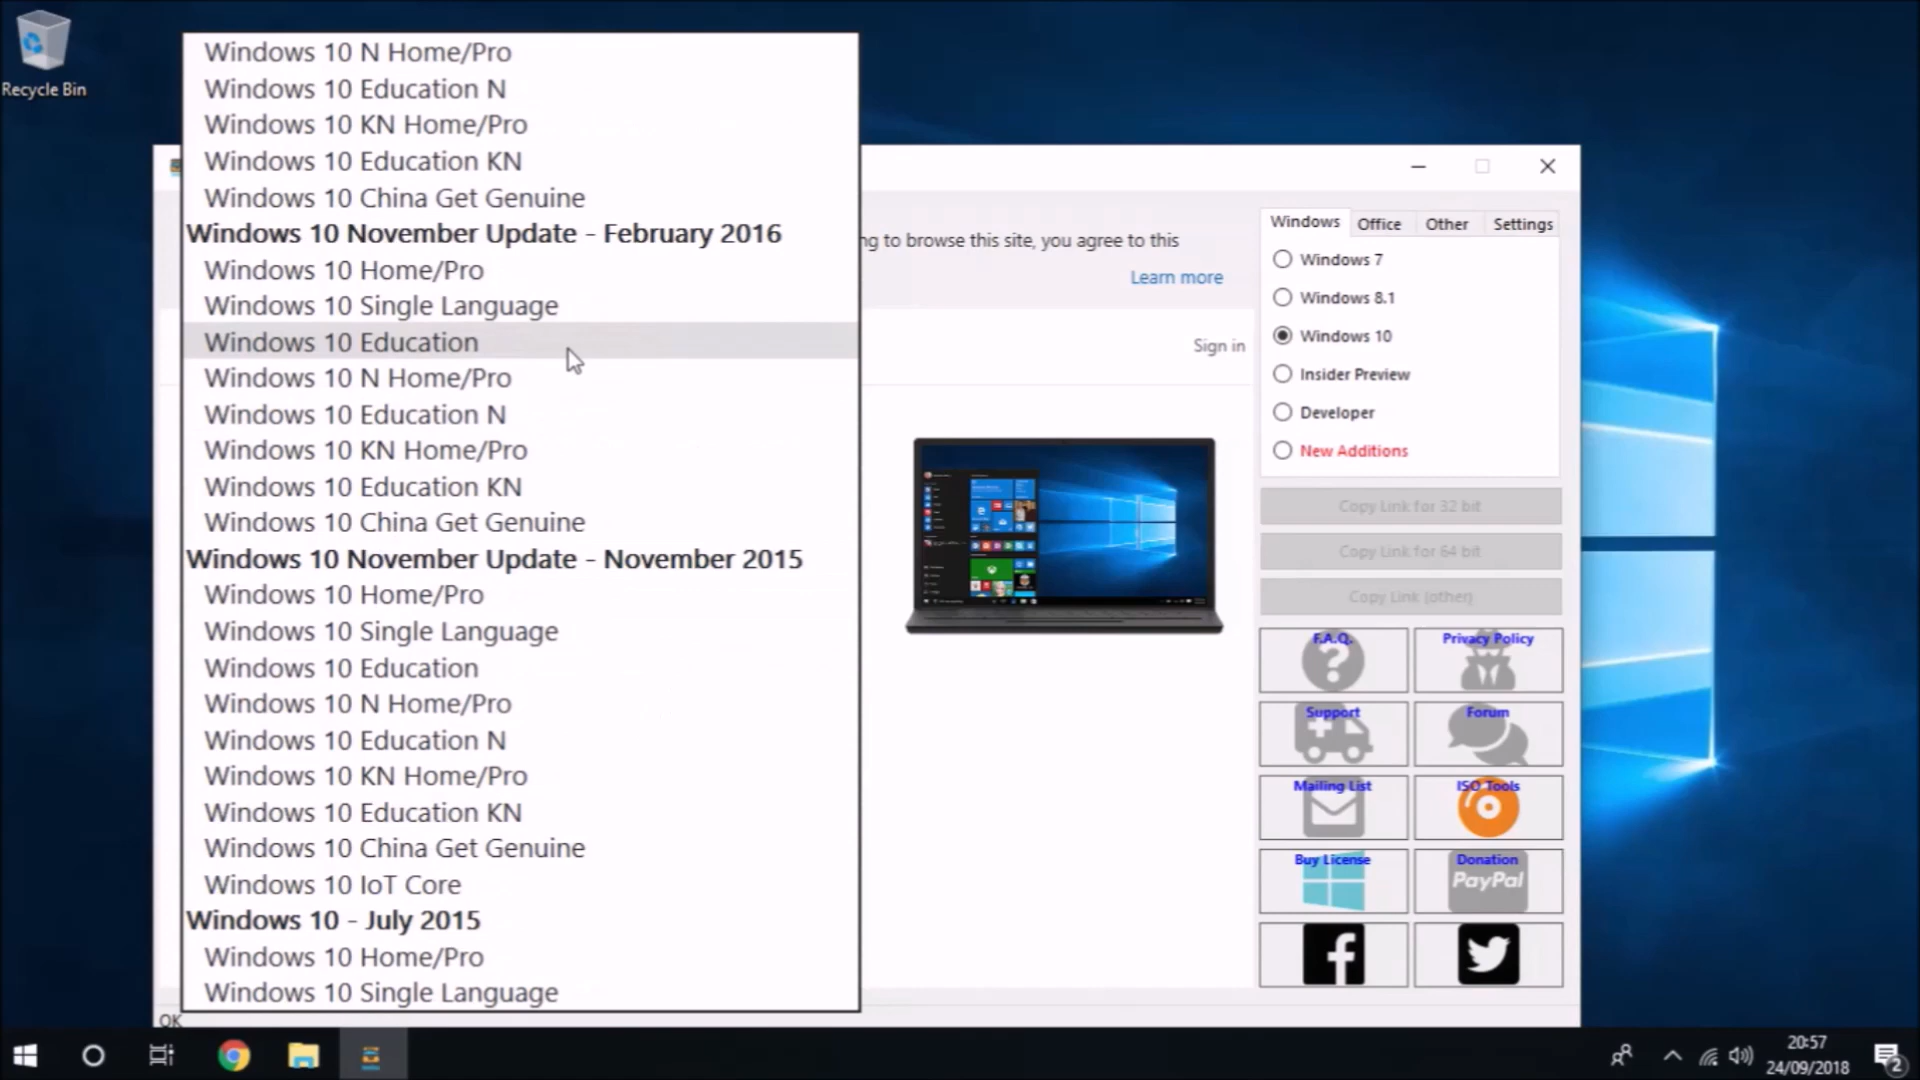 Recycle Bin
Windows 10 N Home/Pro
Windows 10 Education N
Windows 10 KN Home/Pro
Windows 10 Education KN
Windows 10 China Get Genuine
Windows 10 November Update - February 2016
Windows 10 Home/Pro
Windows 10 Single Language
Windows 10 Education
Windows 10 N Home/Pro
Windows 10 Education N
Windows 10 KN Home/Pro
Windows 10 Education KN
Windows 10 China Get Genuine
Windows 10 November Update - November 2015
Windows 10 Home/Pro
Windows 10 Single Language
Windows 10 Education
Windows 10 N Home/Pro
Windows 10 Education N
Windows 10 KN Home/Pro
Windows 10 Education KN
Windows 10 China Get Genuine
Windows 10 IoT Core
Windows 10 - July 2015
Windows 10 Home/Pro
Windows 10 Single Language
to browse this site, you agree to this
Learn more
Sign in
Windows Office Other Settings
Windows 7
Windows 8.1
Windows 10
Insider Preview
Developer
New Additions
Copy Link for 32 bit
Copy Link for 64 bit
Copy Link (other)
F.A.Q. Privacy Policy
Support Forum
Mailing List ISO Tools
Buy License Donation
PayPal
OK
20:57
24/09/2018
2